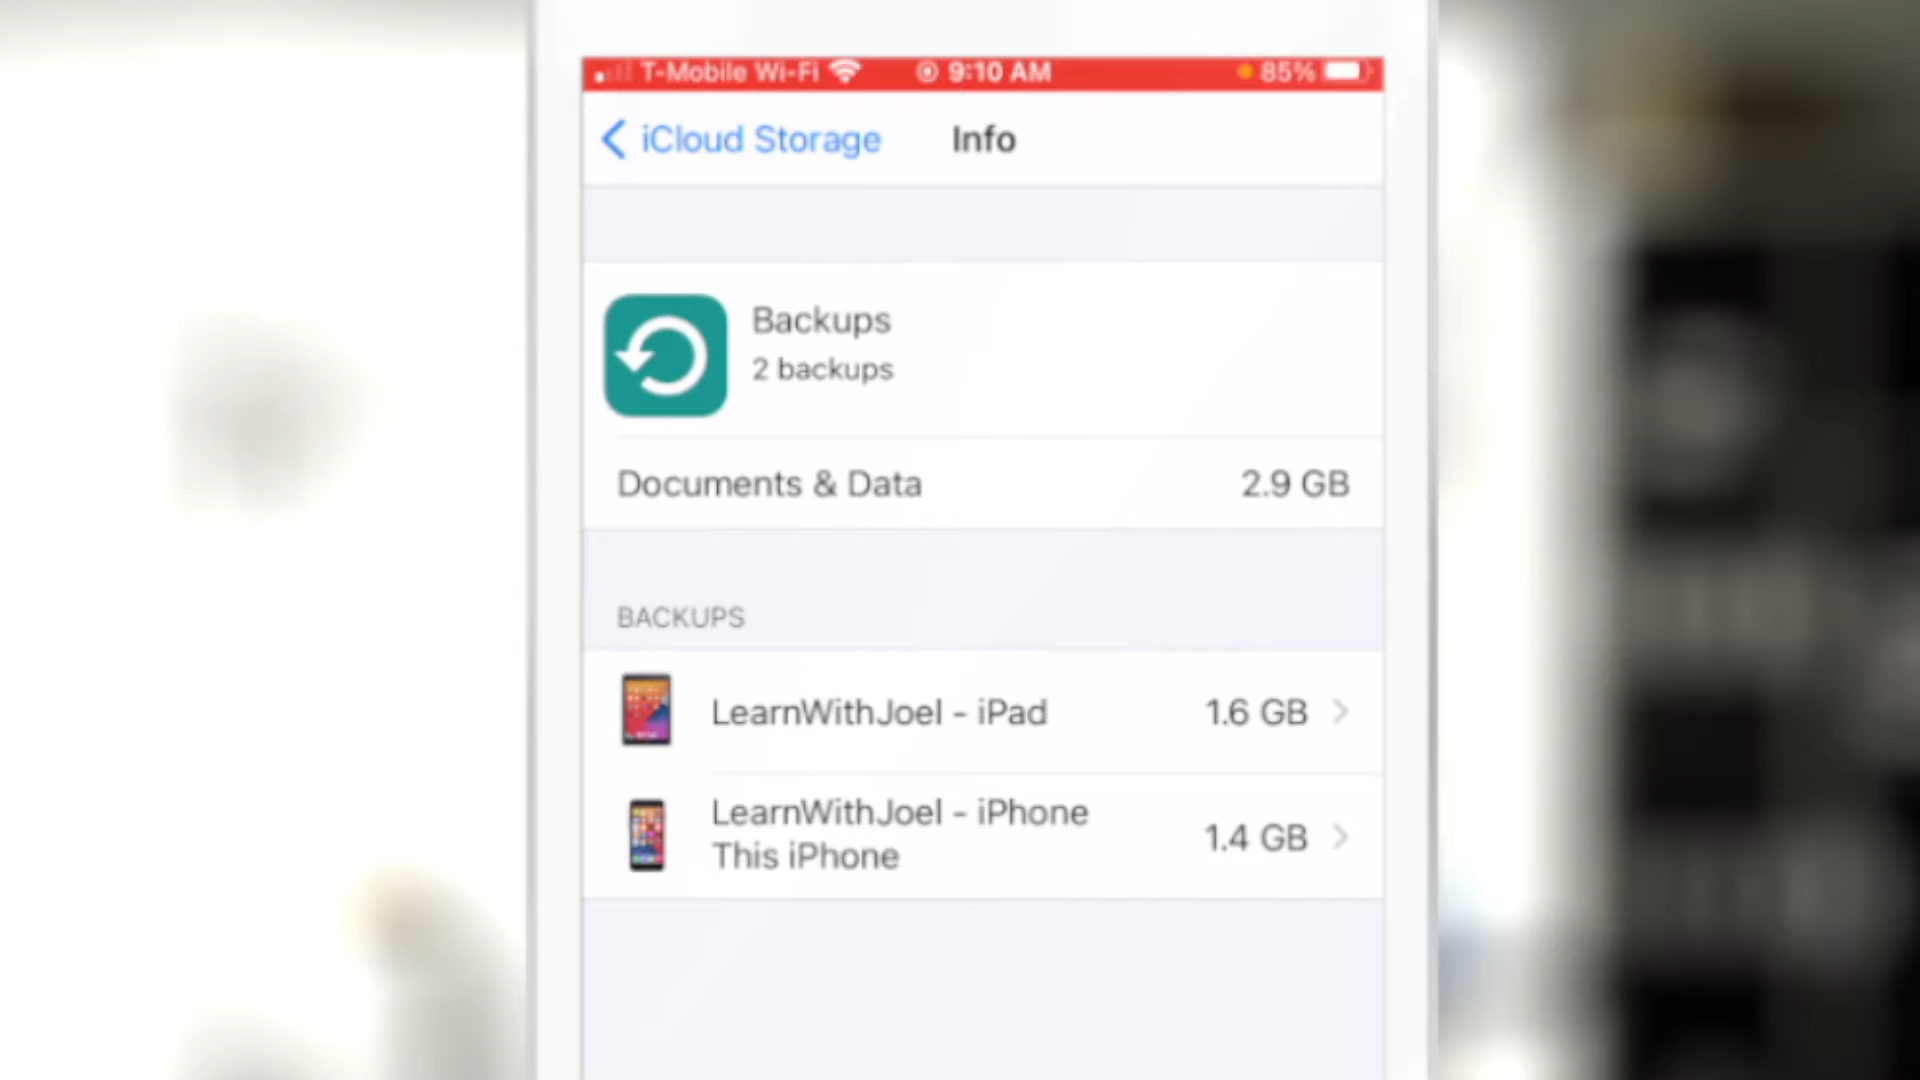 T-Mobile Wi-Fi 9:10 AM 85%
iCloud Storage Info
Backups
2 backups
Documents & Data 2.9 GB
BACKUPS
LearnWithJoel - iPad 1.6 GB
LearnWithJoel - iPhone
This iPhone 1.4 GB